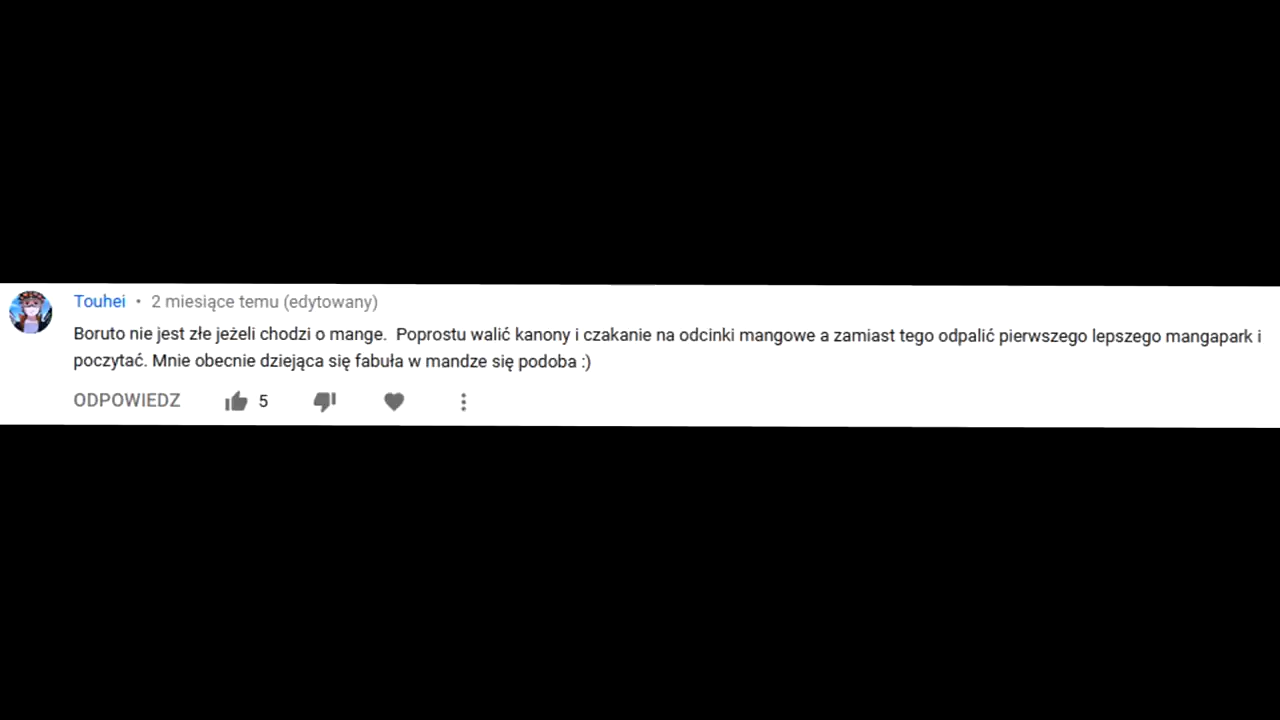 Touhei • 2 miesiące temu (edytowany)
Boruto nie jest złe jeżeli chodzi o mange.  Poprostu walić kanony i czakanie na odcinki mangowe a zamiast tego odpalić pierwszego lepszego mangapark i
poczytać. Mnie obecnie dziejąca się fabuła w mandze się podoba :)
ODPOWIEDZ 5